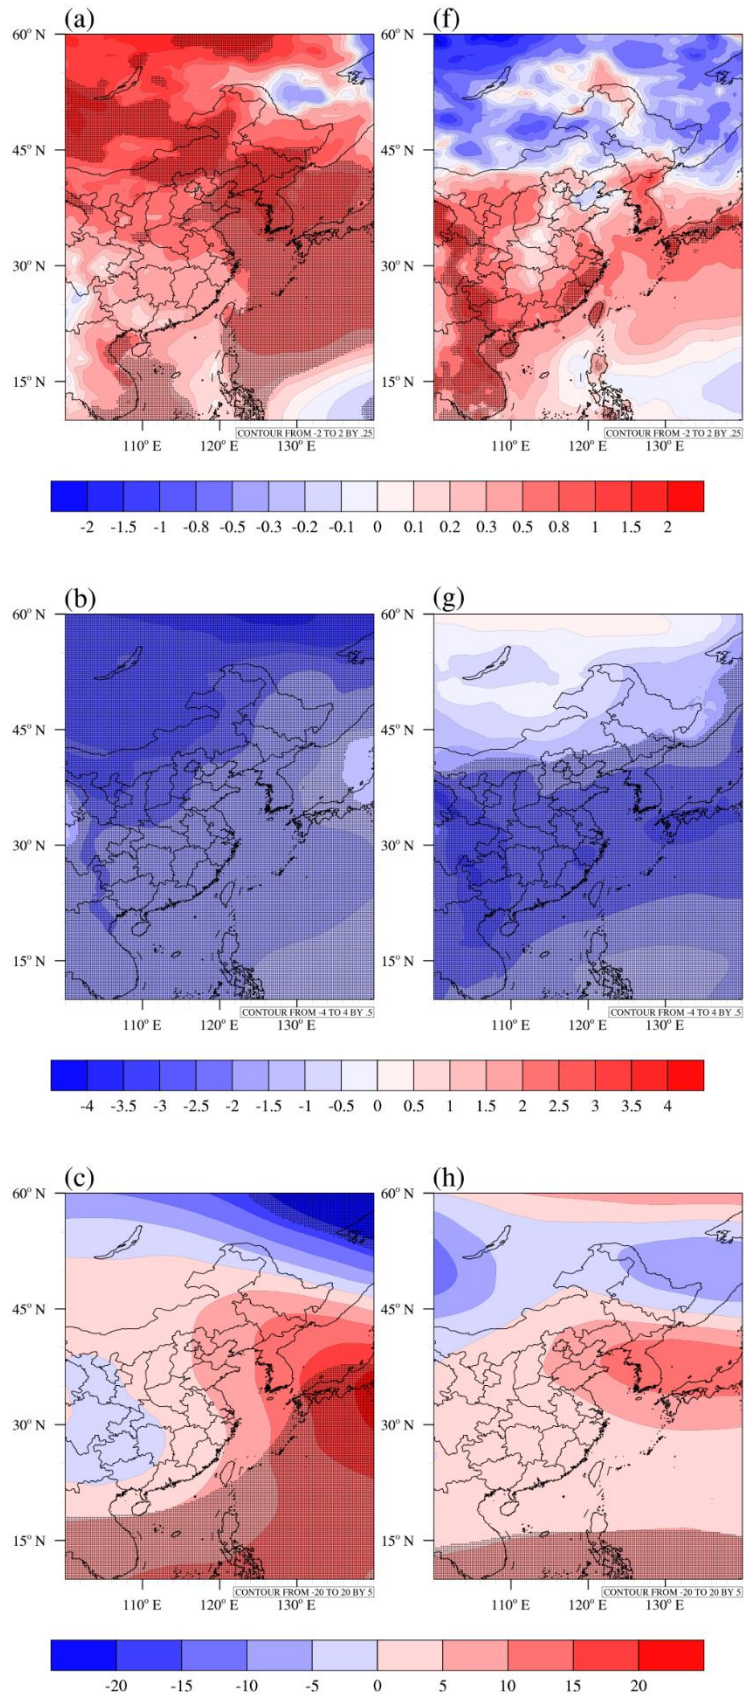 (a) (f)
60° N 60° N
45° N 45° N
30° N 30° N
15° N 15° N
CONTOUR FROM -2 TO 2 BY .25 CONTOUR FROM -2 TO 2 BY .25
110° E 120° E 130° E 110° E 120° E 130° E
-2 -1.5 -1 -0.8 -0.5 -0.3 -0.2 -0.1 0 0.1 0.2 0.3 0.5 0.8 1 1.5 2
(b) (g)
60° N 60° N
45° N 45° N
30° N 30° N
15° N 15° N
CONTOUR FROM -4 TO 4 BY .5 CONTOUR FROM -4 TO 4 BY .5
110° E 120° E 130° E 110° E 120° E 130° E
-4 -3.5 -3 -2.5 -2 -1.5 -1 -0.5 0 0.5 1 1.5 2 2.5 3 3.5 4
(c) (h)
60° N 60° N
45° N 45° N
30° N 30° N
15° N 15° N
CONTOUR FROM -20 TO 20 BY 5 CONTOUR FROM -20 TO 20 BY 5
110° E 120° E 130° E 110° E 120° E 130° E
-20 -15 -10 -5 0 5 10 15 20